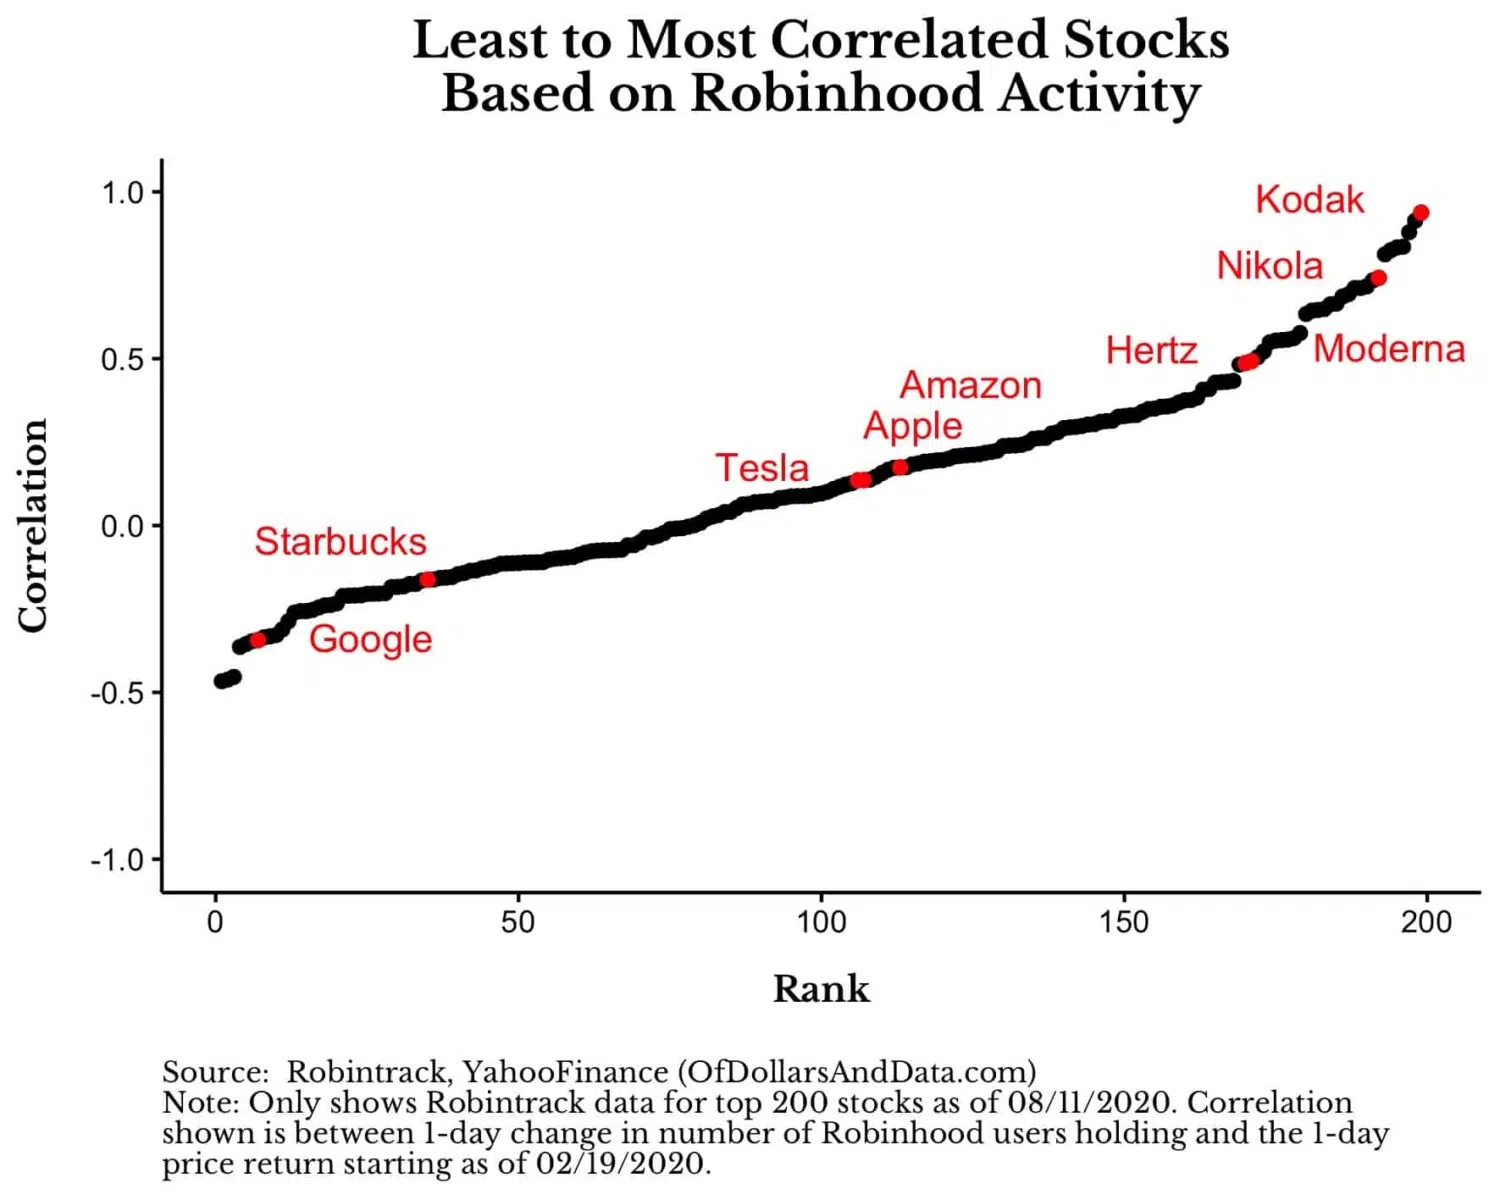 Least to Most Correlated Stocks
Based on Robinhood Activity
1.0
Kodak
Nikola
0.5
Hertz
Moderna
Amazon
Apple
Tesla
Correlation
0.0
Starbucks
Google
-0.5
-1.0
0
50
100
150
200
Rank
Source:  Robintrack, YahooFinance (OfDollarsAndData.com)
Note: Only shows Robintrack data for top 200 stocks as of 08/11/2020. Correlation
shown is between 1-day change in number of Robinhood users holding and the 1-day
price return starting as of 02/19/2020.